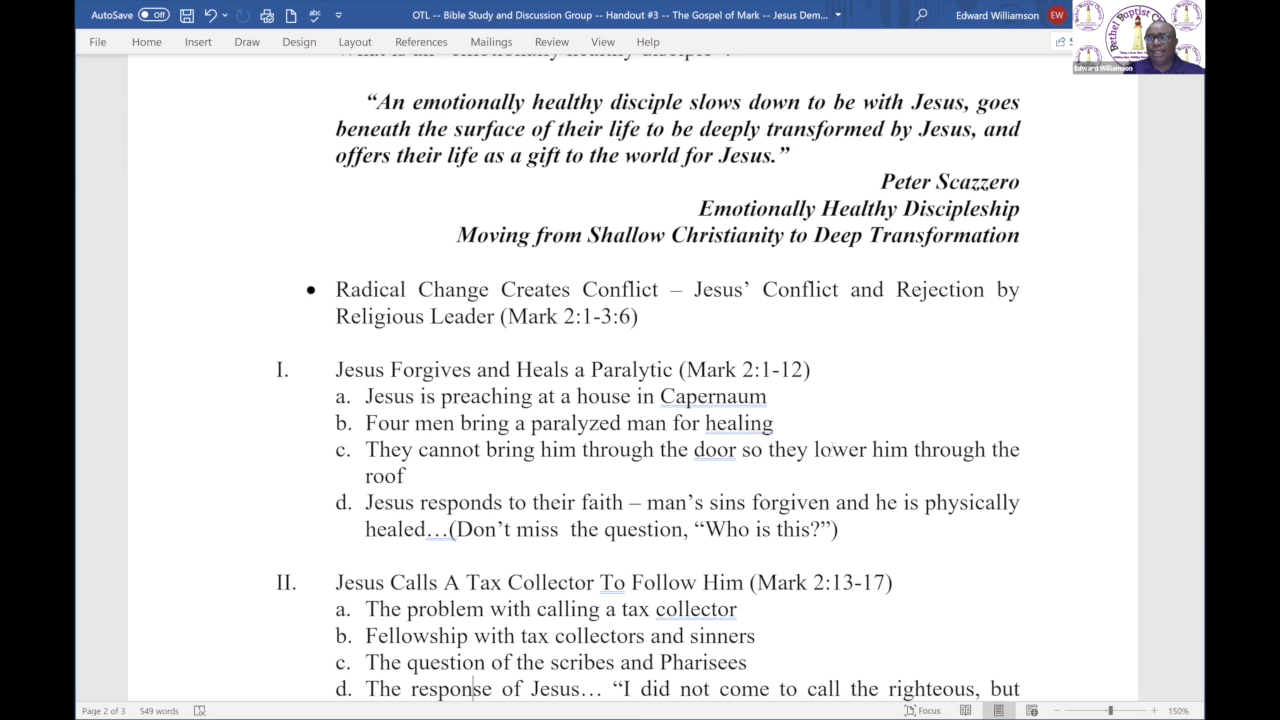 AutoSave Off OTL -- Bible Study and Discussion Group -- Handout #3 -- The Gospel of Mark -- Jesus Dem... Edward Williamson EW
File Home Insert Draw Design Layout References Mailings Review View Help
Bethel Baptist
Edward Williamson
“An emotionally healthy disciple slows down to be with Jesus, goes
beneath the surface of their life to be deeply transformed by Jesus, and
offers their life as a gift to the world for Jesus.”
Peter Scazzero
Emotionally Healthy Discipleship
Moving from Shallow Christianity to Deep Transformation
• Radical Change Creates Conflict – Jesus’ Conflict and Rejection by
Religious Leader (Mark 2:1-3:6)
I. Jesus Forgives and Heals a Paralytic (Mark 2:1-12)
a. Jesus is preaching at a house in Capernaum
b. Four men bring a paralyzed man for healing
c. They cannot bring him through the door so they lower him through the
roof
d. Jesus responds to their faith – man’s sins forgiven and he is physically
healed…(Don’t miss the question, “Who is this?”)
II. Jesus Calls A Tax Collector To Follow Him (Mark 2:13-17)
a. The problem with calling a tax collector
b. Fellowship with tax collectors and sinners
c. The question of the scribes and Pharisees
d. The response of Jesus… “I did not come to call the righteous, but
Page 2 of 3 549 words Focus 150%